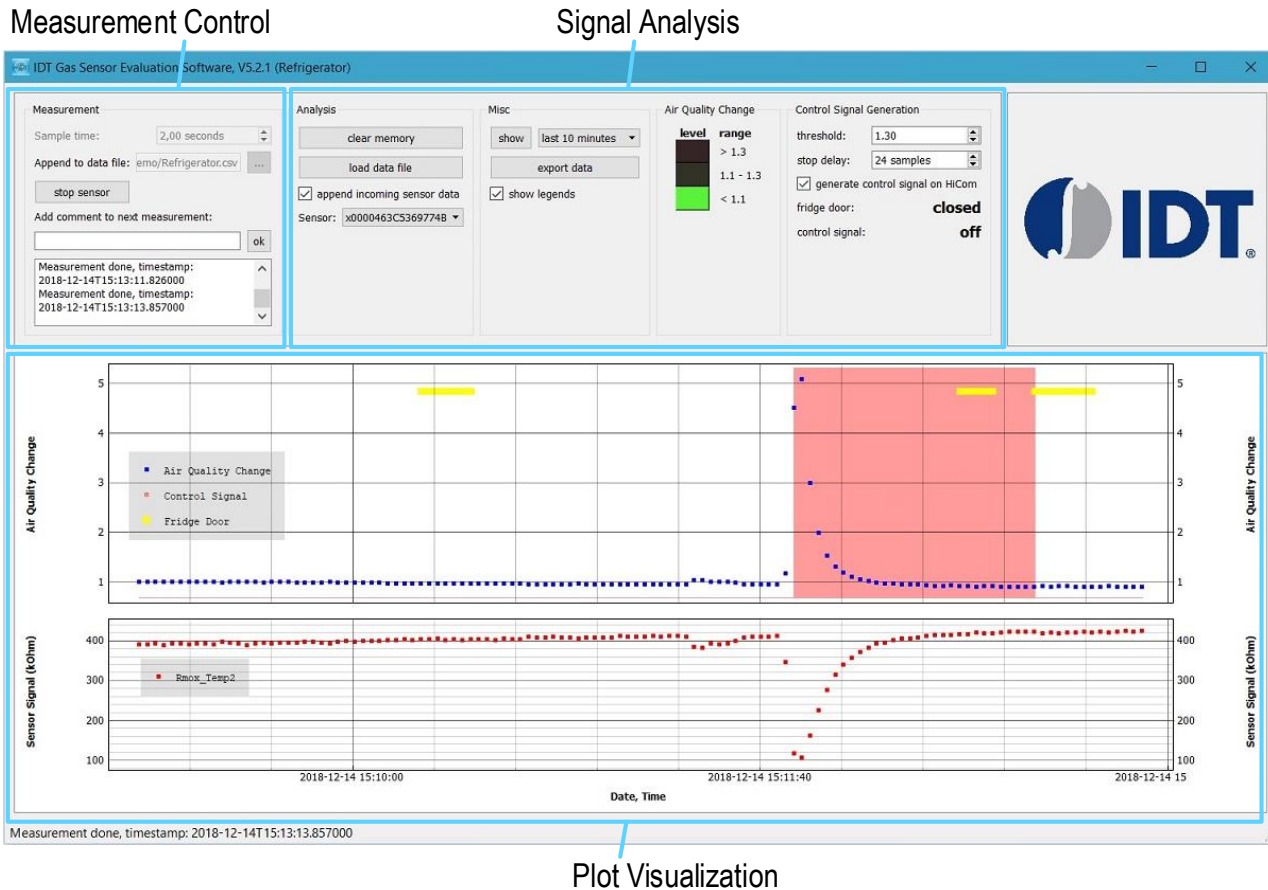 Measurement Control
Signal Analysis
IDT Gas Sensor Evaluation Software, V5.2.1 (Refrigerator)
Measurement
Sample time: 2,00 seconds
Append to data file: emo/Refrigerator.csv ...
stop sensor
Add comment to next measurement:
ok
Measurement done, timestamp:
2018-12-14T15:13:11.826000
Measurement done, timestamp:
2018-12-14T15:13:13.857000
Analysis
clear memory
load data file
append incoming sensor data
Sensor: x0000463C5369774B
Misc
show last 10 minutes
export data
show legends
Air Quality Change
level range
> 1.3
1.1 - 1.3
< 1.1
Control Signal Generation
threshold: 1.30
stop delay: 24 samples
generate control signal on HiCom
fridge door: closed
control signal: off
IDT®
Air Quality Change
5
4
3
2
1
Air Quality Change
Control Signal
Fridge Door
5
4
3
2
1
Air Quality Change
Sensor Signal (kOhm)
400
300
200
100
Rmox_Temp2
400
300
200
100
Sensor Signal (kOhm)
2018-12-14 15:10:00
2018-12-14 15:11:40
2018-12-14 15
Date, Time
Measurement done, timestamp: 2018-12-14T15:13:13.857000
Plot Visualization